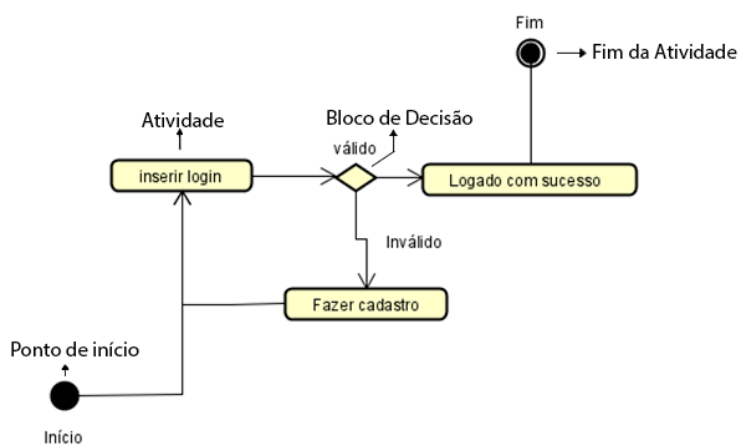 Fim
Fim da Atividade
Atividade
Bloco de Decisão
válido
inserir login
Logado com sucesso
Inválido
Fazer cadastro
Ponto de início
Início